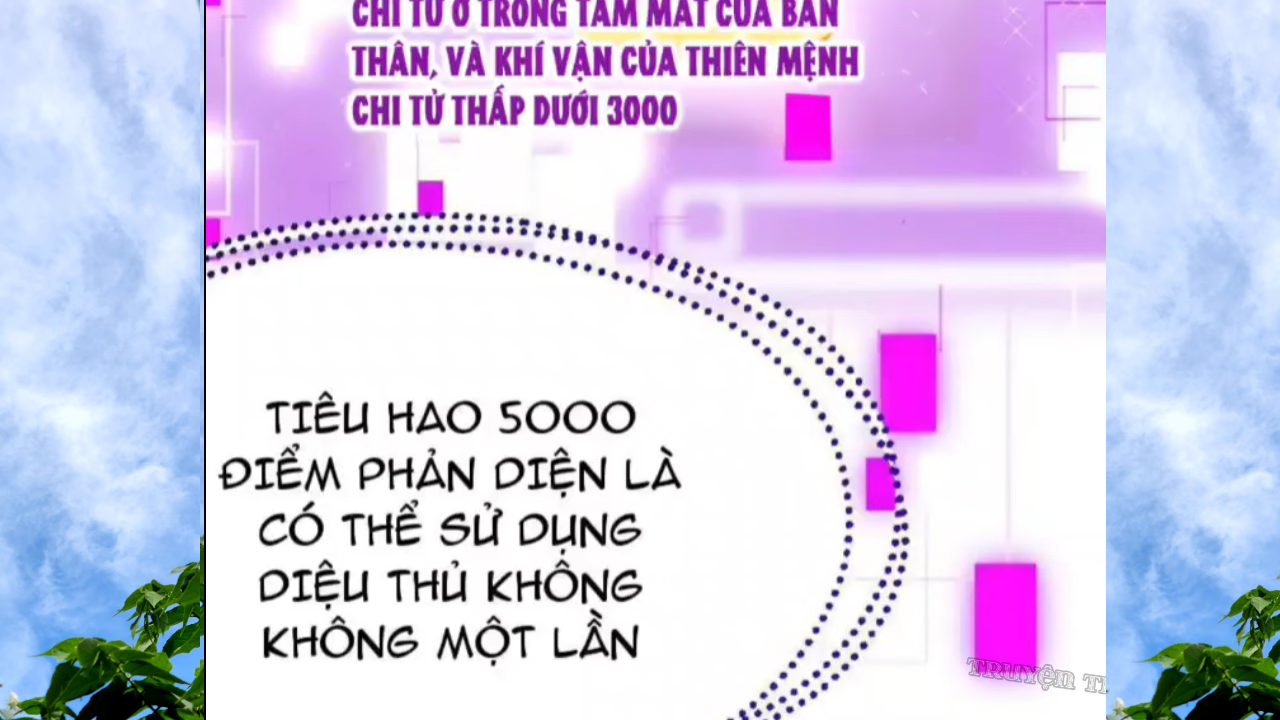 CHI TỬ Ở TRONG TẦM MẮT CỦA BẢN
THÂN, VÀ KHÍ VẬN CỦA THIÊN MỆNH
CHI TỬ THẤP DƯỚI 3000
TIÊU HAO 5000
ĐIỂM PHẢN DIỆN LÀ
CÓ THỂ SỬ DỤNG
DIỆU THỦ KHÔNG
KHÔNG MỘT LẦN
TRUYỆN